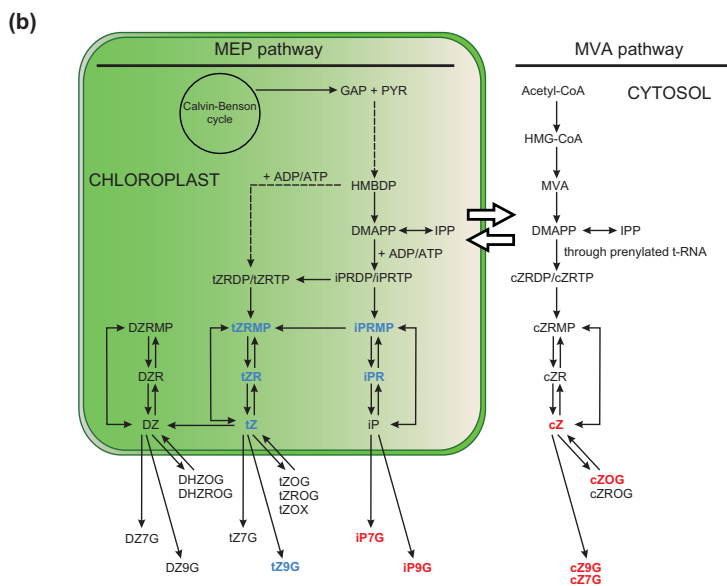 (b)
MEP pathway
MVA pathway
Calvin-Benson
cycle
GAP + PYR
Acetyl-CoA
CYTOSOL
HMG-CoA
CHLOROPLAST
+ ADP/ATP
HMBDP
MVA
DMAPP
IPP
DMAPP
IPP
+ ADP/ATP
through prenylated t-RNA
tZRDP/tZRTP
iPRDP/iPRTP
cZRDP/cZRTP
DZRMP
tZRMP
iPRMP
cZRMP
DZR
tZR
iPR
cZR
DZ
tZ
iP
cZ
DHZOG
DHZROG
tZOG
tZROG
tZOX
cZOG
cZROG
DZ7G
tZ7G
iP7G
DZ9G
tZ9G
iP9G
cZ9G
cZ7G